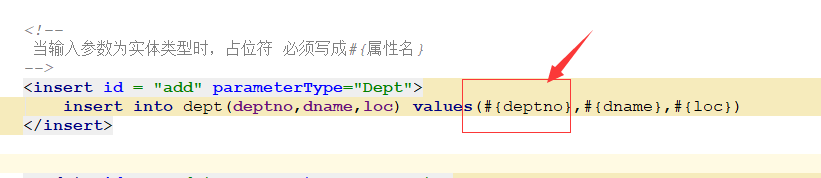 <!--
当输入参数为实体类型时，占位符 必须写成#{属性名}
-->
<insert id = "add" parameterType="Dept">
insert into dept(deptno,dname,loc) values(#{deptno},#{dname},#{loc})
</insert>